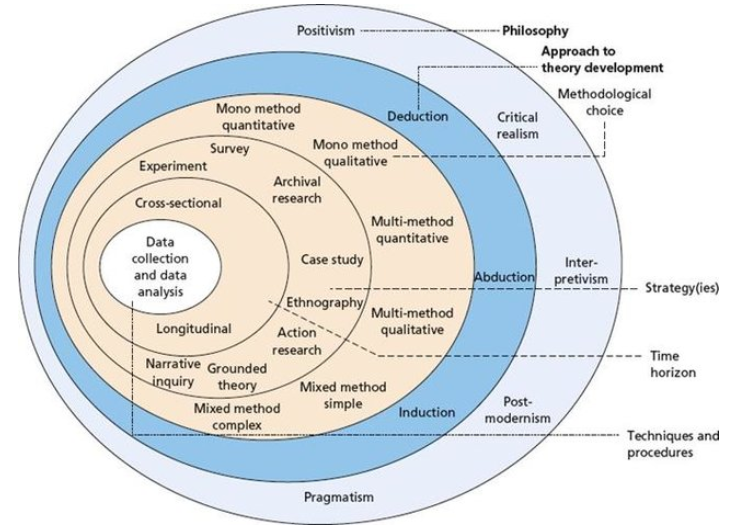 Positivism
Philosophy
Approach to
theory development
Methodological
choice
Deduction
Critical
realism
Mono method
quantitative
Mono method
qualitative
Survey
Experiment
Archival
research
Cross-sectional
Multi-method
quantitative
Data
collection
and data
analysis
Case study
Abduction
Inter-
pretivism
Strategy(ies)
Ethnography
Multi-method
qualitative
Longitudinal
Action
research
Time
horizon
Narrative
inquiry
Grounded
theory
Mixed method
simple
Mixed method
complex
Induction
Post-
modernism
Techniques and
procedures
Pragmatism